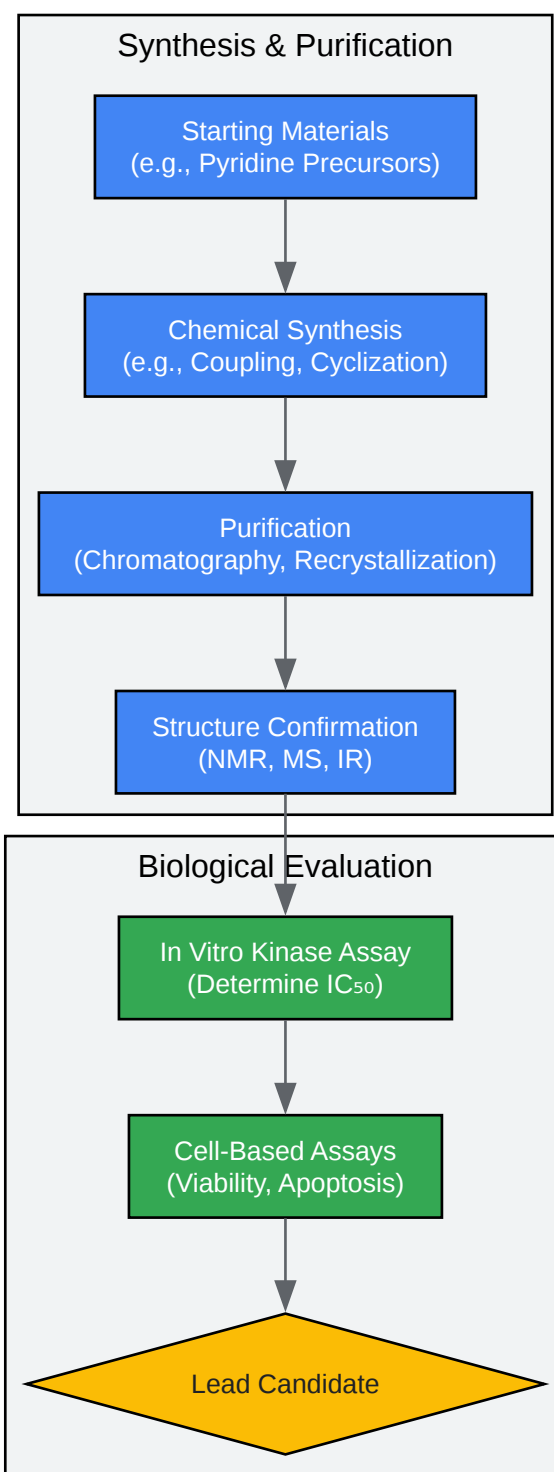 Synthesis & Purification
Starting Materials
(e.g., Pyridine Precursors)
Chemical Synthesis
(e.g., Coupling, Cyclization)
Purification
(Chromatography, Recrystallization)
Structure Confirmation
(NMR, MS, IR)
Biological Evaluation
In Vitro Kinase Assay
(Determine IC₅₀)
Cell-Based Assays
(Viability, Apoptosis)
Lead Candidate